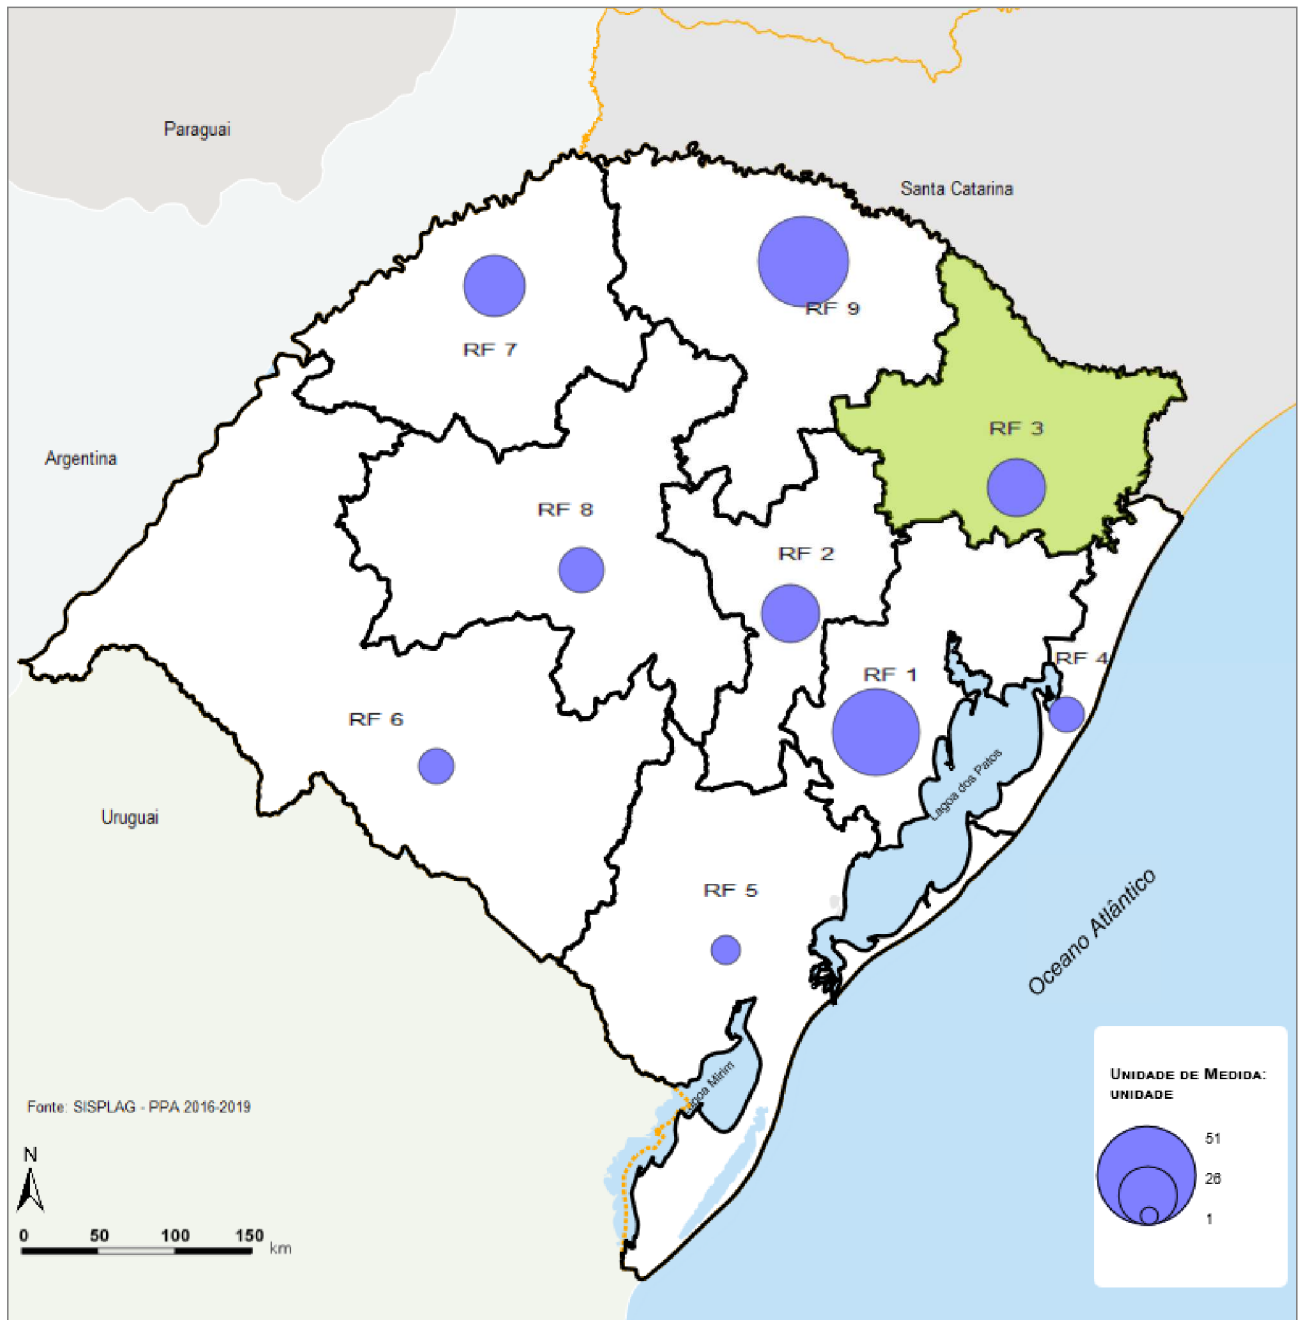 Paraguai
Santa Catarina
RF 9
RF 7
RF 3
Argentina
RF 8
RF 2
RF 4
RF 1
RF 6
Lagoa dos Patos
Uruguai
RF 5
Oceano Atlântico
Lagoa Mirim
Fonte: SISPLAG - PPA 2016-2019
N
0 50 100 150
km
UNIDADE DE MEDIDA:
UNIDADE
51
26
1